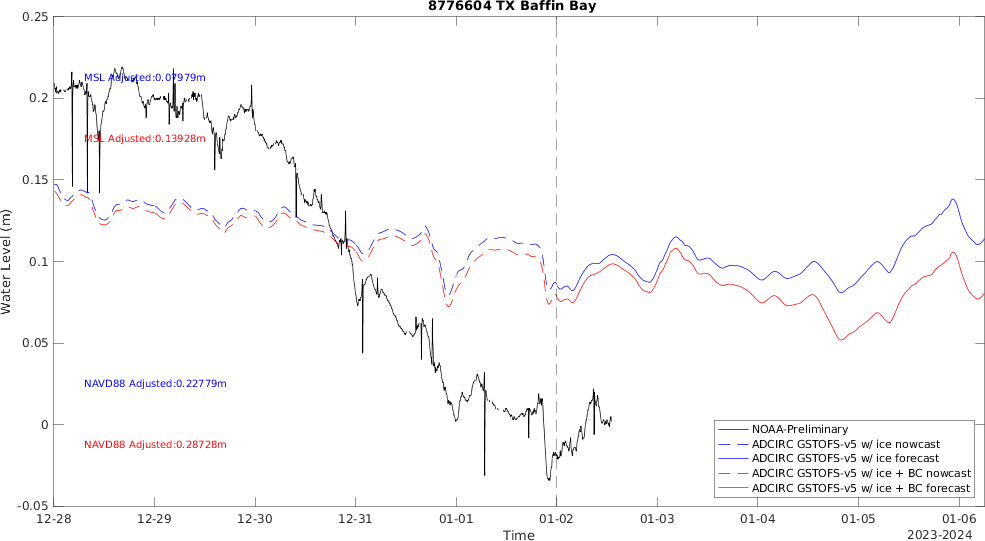 8776604 TX Baffin Bay
0.25
0.2
0.15
0.1
0.05
0
-0.05
Water Level (m)
MSL Adjusted:0.07979m
MSL Adjusted:0.13928m
NAVD88 Adjusted:0.22779m
NAVD88 Adjusted:0.28728m
NOAA-Preliminary
ADCIRC GSTOFS-v5 w/ ice nowcast
ADCIRC GSTOFS-v5 w/ ice forecast
ADCIRC GSTOFS-v5 w/ ice + BC nowcast
ADCIRC GSTOFS-v5 w/ ice + BC forecast
12-28 12-29 12-30 12-31 01-01 01-02 01-03 01-04 01-05 01-06
Time
2023-2024